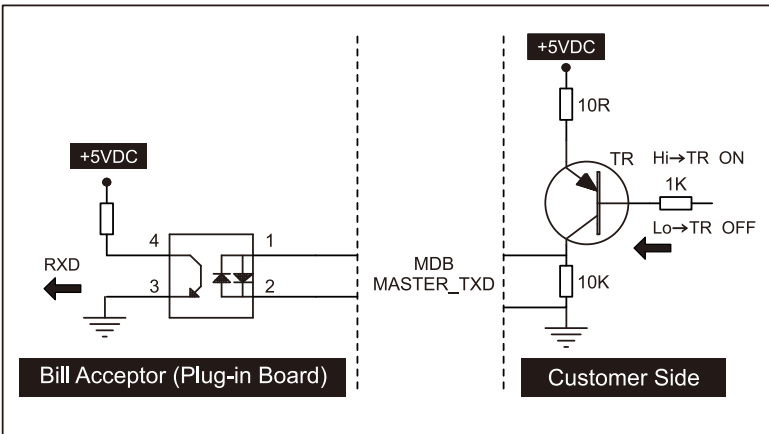 +5VDC
10R
TR
Hi→TR ON
1K
Lo→TR OFF
+5VDC
4
1
RXD
3
2
MDB
MASTER_TXD
10K
Bill Acceptor (Plug-in Board)
Customer Side